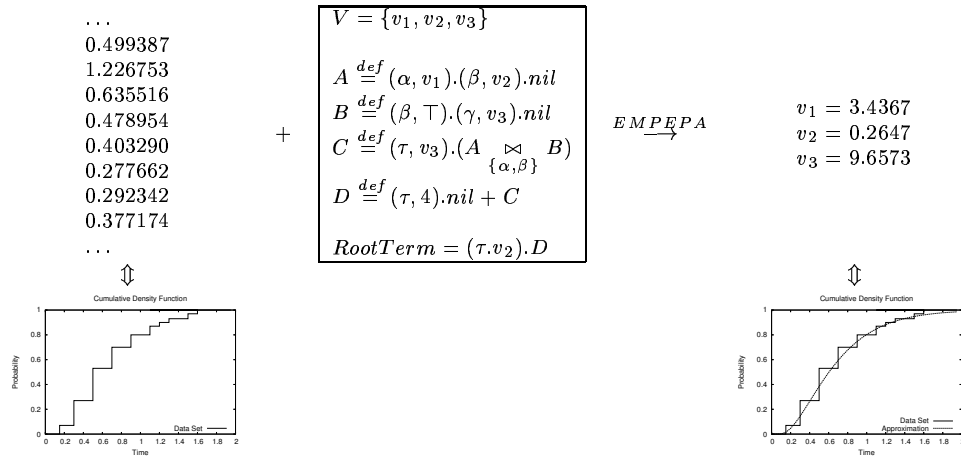 ...
0.499387
1.226753
0.635516
0.478954
0.403290
0.277662
0.292342
0.377174
...
+
V = {v₁, v₂, v₃}
A ≝ (α, v₁).(β, v₂).nil
B ≝ (β, ⊤).(γ, v₃).nil
C ≝ (τ, v₃).(A ⋈ B)
{α,β}
D ≝ (τ, 4).nil + C
RootTerm = (τ.v₂).D
EMPEPA
⟶
v₁ = 3.4367
v₂ = 0.2647
v₃ = 9.6573
⇕
⇕
Cumulative Density Function
1
0.8
0.6
0.4
0.2
0
Probability
Data Set
0 0.2 0.4 0.6 0.8 1 1.2 1.4 1.6 1.8 2
Time
Cumulative Density Function
1
0.8
0.6
0.4
0.2
0
Probability
Data Set
Approximation
0 0.2 0.4 0.6 0.8 1 1.2 1.4 1.6 1.8 2
Time